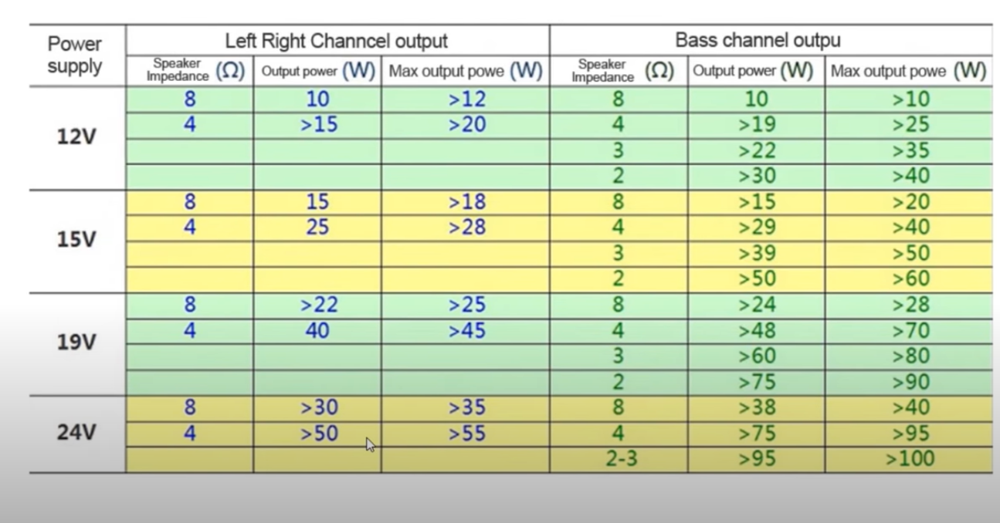 Power supply | Left Right Channcel output | Bass channel outpu
Speaker Impedance (Ω) | Output power (W) | Max output powe (W) | Speaker Impedance (Ω) | Output power (W) | Max output powe (W)
12V
8 10 >12 8 10 >10
4 >15 >20 4 >19 >25
3 >22 >35
2 >30 >40
15V
8 15 >18 8 >15 >20
4 25 >28 4 >29 >40
3 >39 >50
2 >50 >60
19V
8 >22 >25 8 >24 >28
4 40 >45 4 >48 >70
3 >60 >80
2 >75 >90
24V
8 >30 >35 8 >38 >40
4 >50 >55 4 >75 >95
2-3 >95 >100